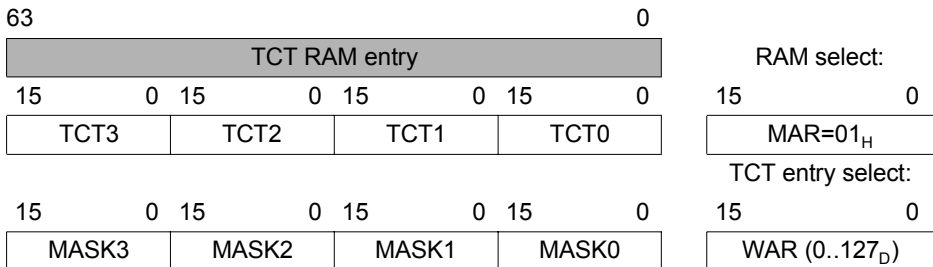 63 0
TCT RAM entry RAM select:
15 0 15 0 15 0 15 0 15 0
TCT3 TCT2 TCT1 TCT0 MAR=01H
TCT entry select:
15 0 15 0 15 0 15 0 15 0
MASK3 MASK2 MASK1 MASK0 WAR (0..127D)